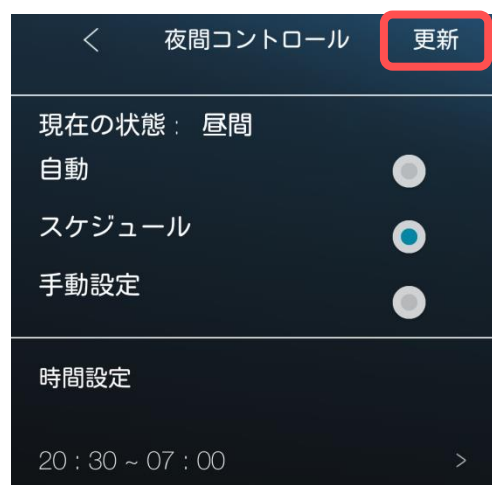 < 夜間コントロール 更新
現在の状態： 昼間
自動
スケジュール
手動設定
時間設定
20：30 ~ 07：00 >